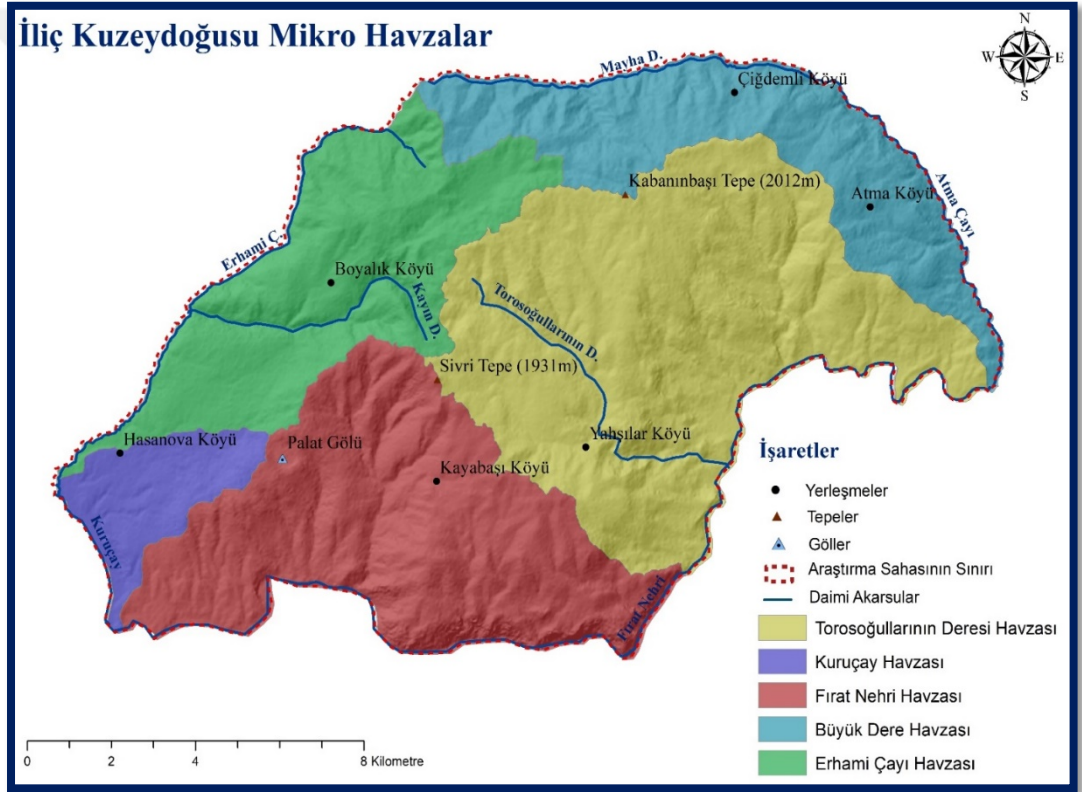 İliç Kuzeydoğusu Mikro Havzalar
N
W E
S
Mayha D.
Çiğdemli Köyü
Kabanınbaşı Tepe (2012m)
Atma Köyü
Atma Çayı
Erhami Ç.
Boyalık Köyü
Kayın D.
Torosoğullarının D.
Sivri Tepe (1931m)
Hasanova Köyü
Palat Gölü
Yahşılar Köyü
Kayabaşı Köyü
Kuruçay
Fırat Nehri
İşaretler
Yerleşmeler
Tepeler
Göller
Araştırma Sahasının Sınırı
Daimi Akarsular
Torosoğullarının Deresi Havzası
Kuruçay Havzası
Fırat Nehri Havzası
Büyük Dere Havzası
Erhami Çayı Havzası
0 2 4 8 Kilometre